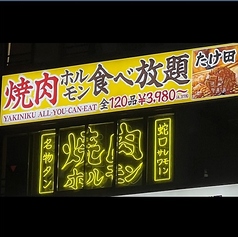 焼肉ホルモン食べ放題
YAKINIKU ALL-YOU-CAN-EAT 全120品¥3,980～
たけ田
名物タン
焼肉
ホルモン
蛇口サワー